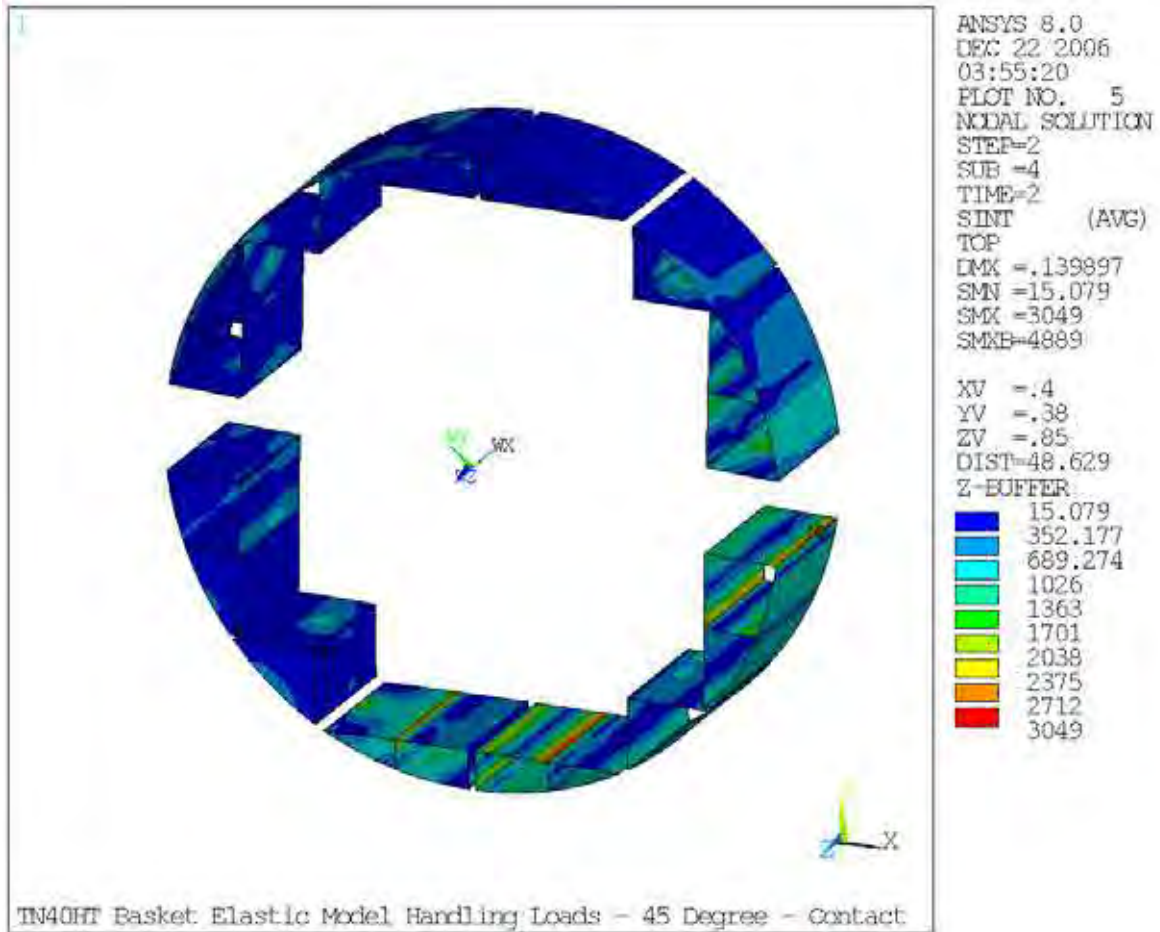 1
ANSYS 8.0
DEC 22 2006
03:55:20
PLOT NO. 5
NODAL SOLUTION
STEP=2
SUB =4
TIME=2
SINT (AVG)
TOP
DMX =.139897
SMN =15.079
SMX =3049
SMXB=4889
XV =.4
YV =.38
ZV =.85
DIST=48.629
Z-BUFFER
15.079
352.177
689.274
1026
1363
1701
2038
2375
2712
3049
WX
X
Z
TN40HT Basket Elastic Model Handling Loads - 45 Degree - Contact